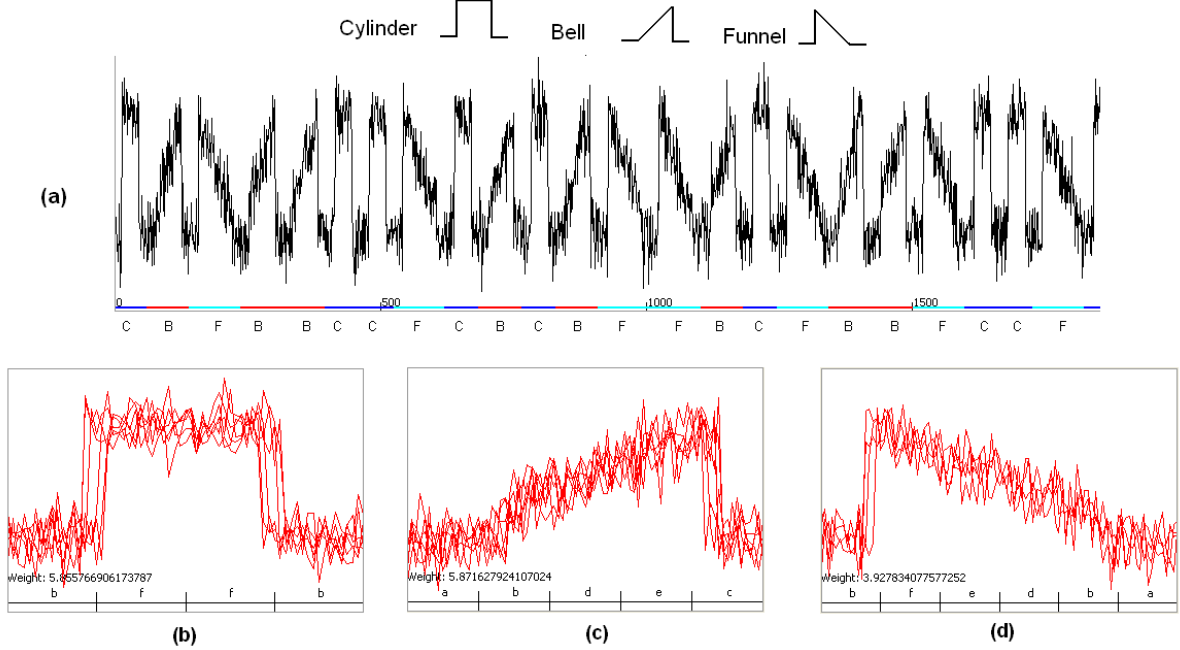 Cylinder Bell Funnel
(a)
0 500 1000 1500
C B F B B C C F C B C B F F B C F B B F C C F
Weight: 5.855766906173787 Weight: 5.871627924107024 Weight: 3.927834077577252
b f f b a b d e c b f e d b a
(b) (c) (d)